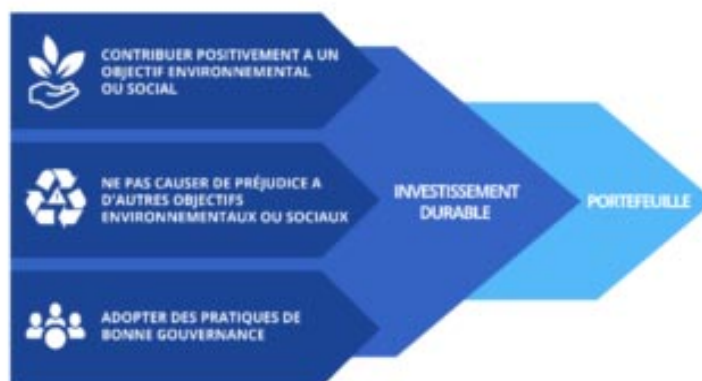 CONTRIBUER POSITIVEMENT A UN
OBJECTIF ENVIRONNEMENTAL
OU SOCIAL
NE PAS CAUSER DE PRÉJUDICE A
D'AUTRES OBJECTIFS
ENVIRONNEMENTAUX OU SOCIAUX
ADOPTER DES PRATIQUES DE
BONNE GOUVERNANCE
INVESTISSEMENT
DURABLE
PORTEFEUILLE